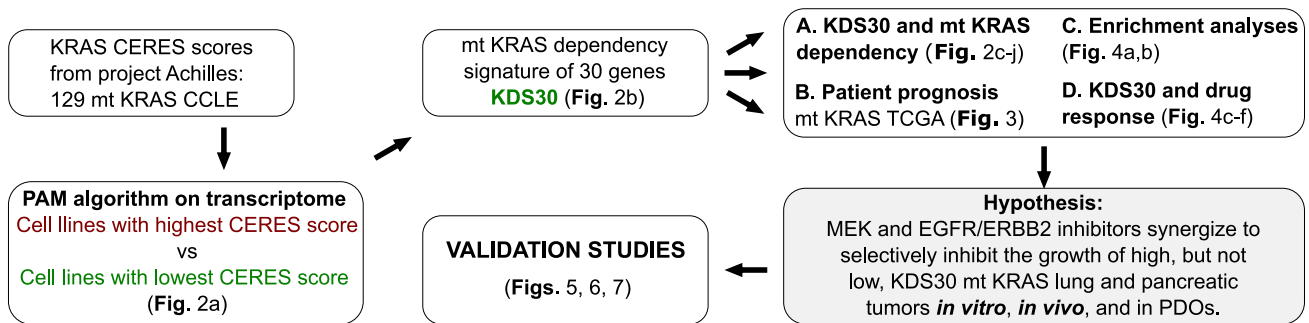 KRAS CERES scores
from project Achilles:
129 mt KRAS CCLE
PAM algorithm on transcriptome
Cell llines with highest CERES score
vs
Cell lines with lowest CERES score
(Fig. 2a)
mt KRAS dependency
signature of 30 genes
KDS30 (Fig. 2b)
A. KDS30 and mt KRAS
dependency (Fig. 2c-j)
B. Patient prognosis
mt KRAS TCGA (Fig. 3)
C. Enrichment analyses
(Fig. 4a,b)
D. KDS30 and drug
response (Fig. 4c-f)
Hypothesis:
MEK and EGFR/ERBB2 inhibitors synergize to
selectively inhibit the growth of high, but not
low, KDS30 mt KRAS lung and pancreatic
tumors in vitro, in vivo, and in PDOs.
VALIDATION STUDIES
(Figs. 5, 6, 7)